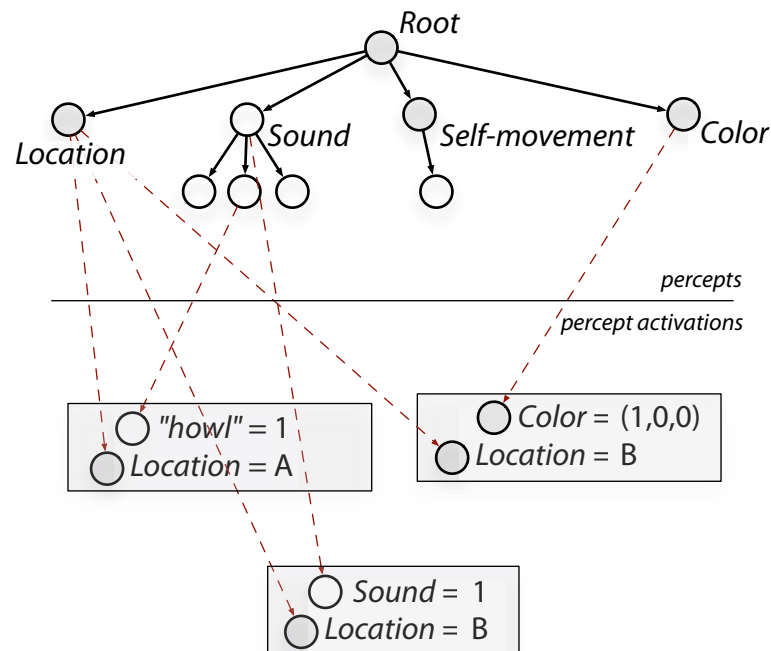 Root
Location
Sound
Self-movement
Color
percepts
percept activations
"howl" = 1
Location = A
Color = (1,0,0)
Location = B
Sound = 1
Location = B